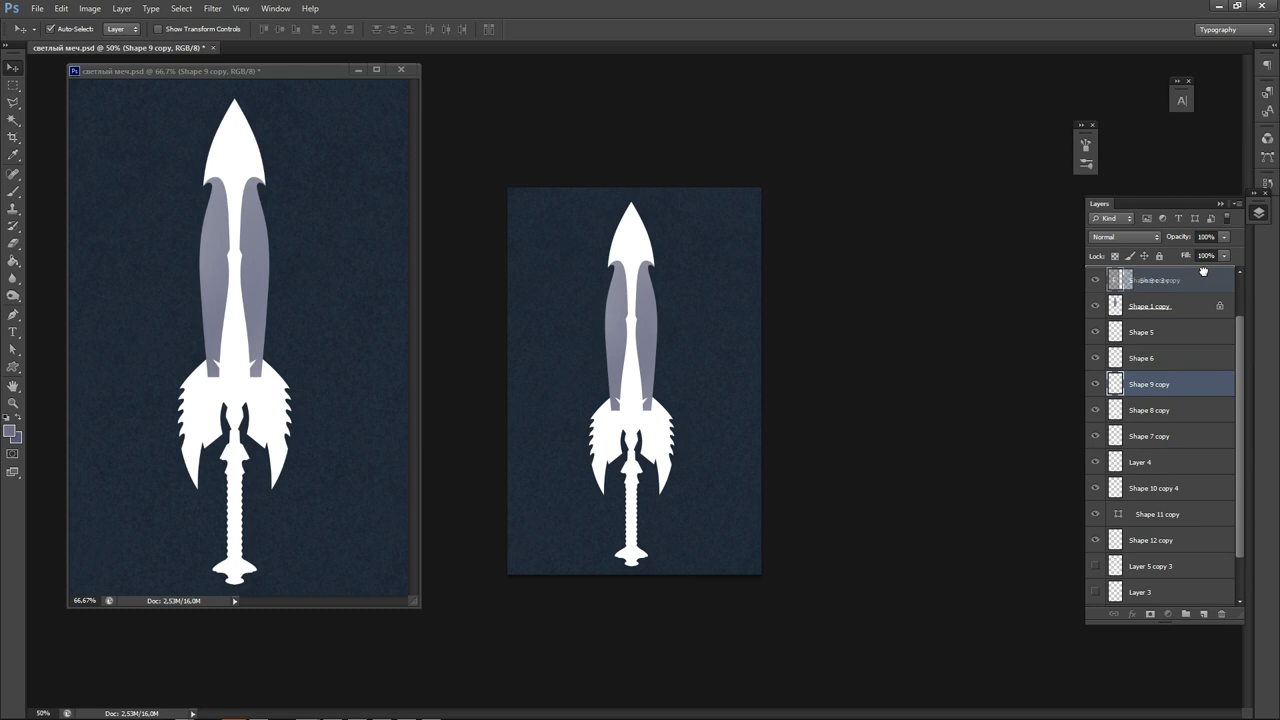 Ps File Edit Image Layer Type Select Filter View Window Help
Auto-Select: Layer Show Transform Controls Typography
светлый меч.psd @ 50% (Shape 9 copy, RGB/8) *
Ps светлый меч.psd @ 66,7% (Shape 9 copy, RGB/8) *
A
Layers
Kind
Normal Opacity: 100%
Lock: Fill: 100%
Shape 1 copy
Shape 5
Shape 6
Shape 9 copy
Shape 8 copy
Shape 7 copy
Layer 4
Shape 10 copy 4
Shape 11 copy
Shape 12 copy
Layer 5 copy 3
Layer 3
66,67% Doc: 2,53M/16,0M
50% Doc: 2,53M/16,0M